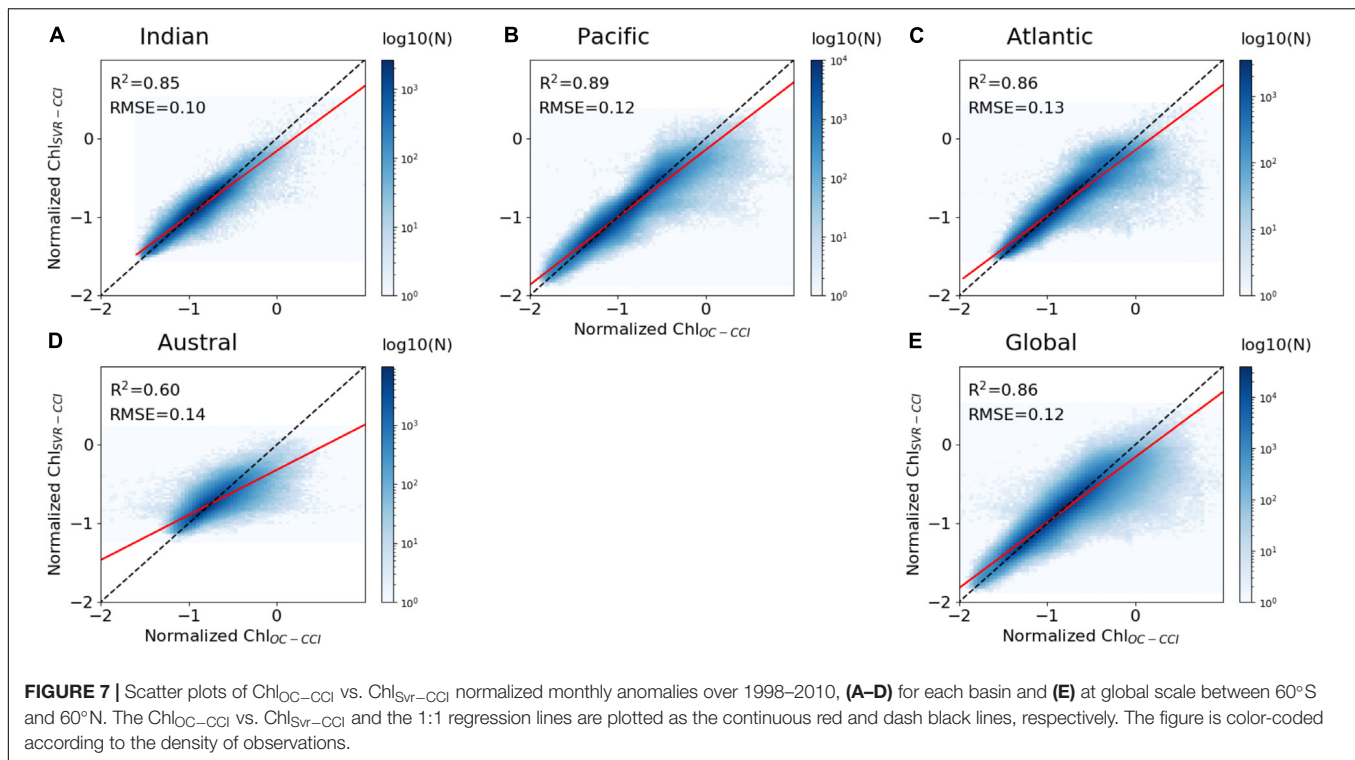 A Indian log10(N)
R²=0.85
RMSE=0.10
Normalized Chl_SVR−CCI
0
−1
−2
−2 −1 0
10³
10²
10¹
10⁰
B Pacific log10(N)
R²=0.89
RMSE=0.12
0
−1
−2
−2 −1 0
Normalized Chl_OC−CCI
10⁴
10³
10²
10¹
10⁰
C Atlantic log10(N)
R²=0.86
RMSE=0.13
0
−1
−2
−2 −1 0
10³
10²
10¹
10⁰
D Austral log10(N)
R²=0.60
RMSE=0.14
Normalized Chl_SVR−CCI
0
−1
−2
−2 −1 0
Normalized Chl_OC−CCI
10³
10²
10¹
10⁰
E Global log10(N)
R²=0.86
RMSE=0.12
Normalized Chl_SVR−CCI
0
−1
−2
−2 −1 0
Normalized Chl_OC−CCI
10⁴
10³
10²
10¹
10⁰
FIGURE 7 | Scatter plots of Chl_OC−CCI vs. Chl_Svr−CCI normalized monthly anomalies over 1998–2010, (A–D) for each basin and (E) at global scale between 60°S
and 60°N. The Chl_OC−CCI vs. Chl_Svr−CCI and the 1:1 regression lines are plotted as the continuous red and dash black lines, respectively. The figure is color-coded
according to the density of observations.